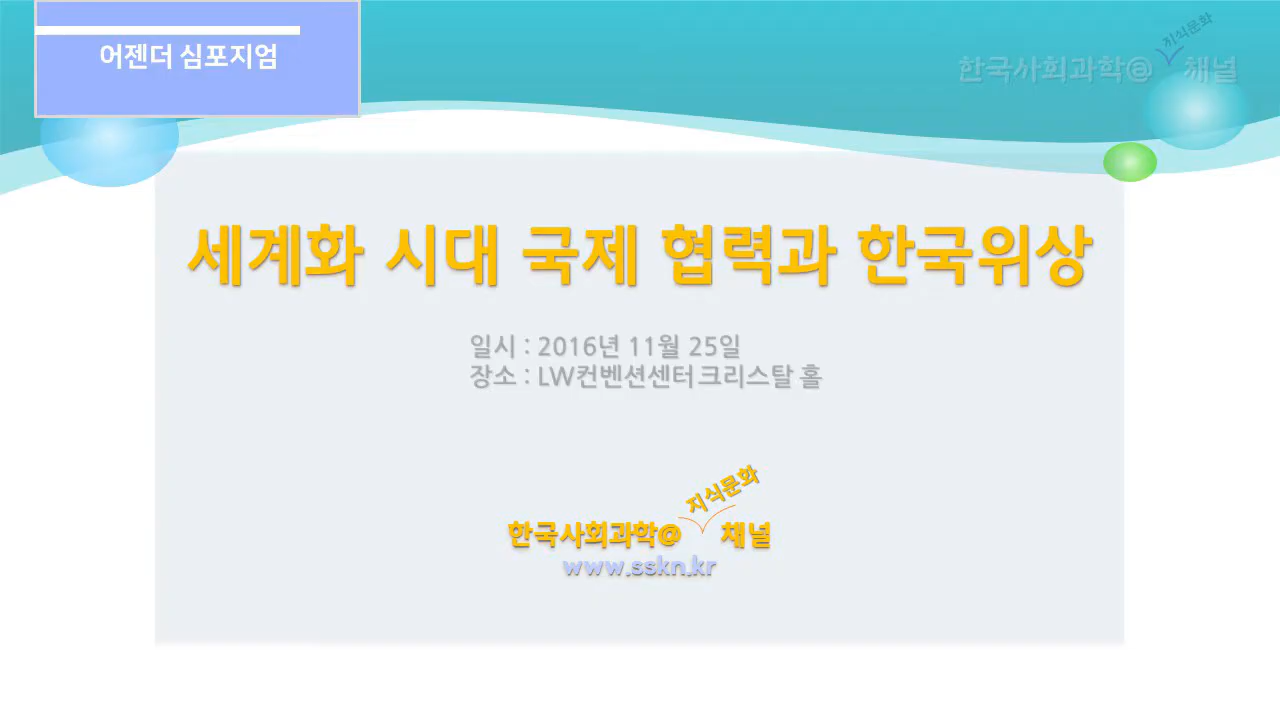 어젠더 심포지엄
지식문화
한국사회과학@ 채널
세계화 시대 국제 협력과 한국위상
일시 : 2016년 11월 25일
장소 : LW컨벤션센터 크리스탈 홀
지식문화
한국사회과학@ 채널
www.sskn.kr